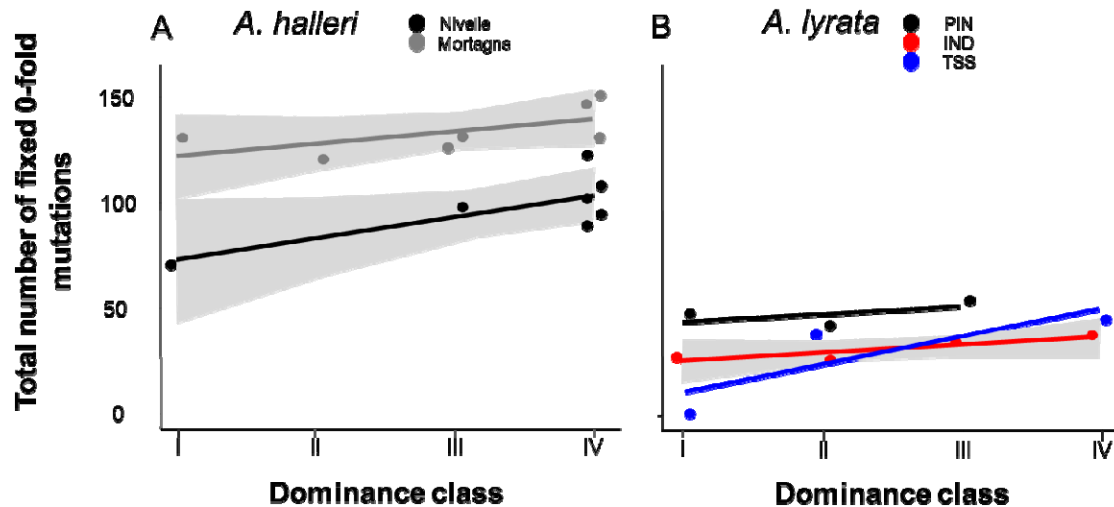 A A. halleri
Nivelle
Mortagne
B A. lyrata
PIN
IND
TSS
Total number of fixed 0-fold
mutations
150
100
50
0
I II III IV
Dominance class
I II III IV
Dominance class